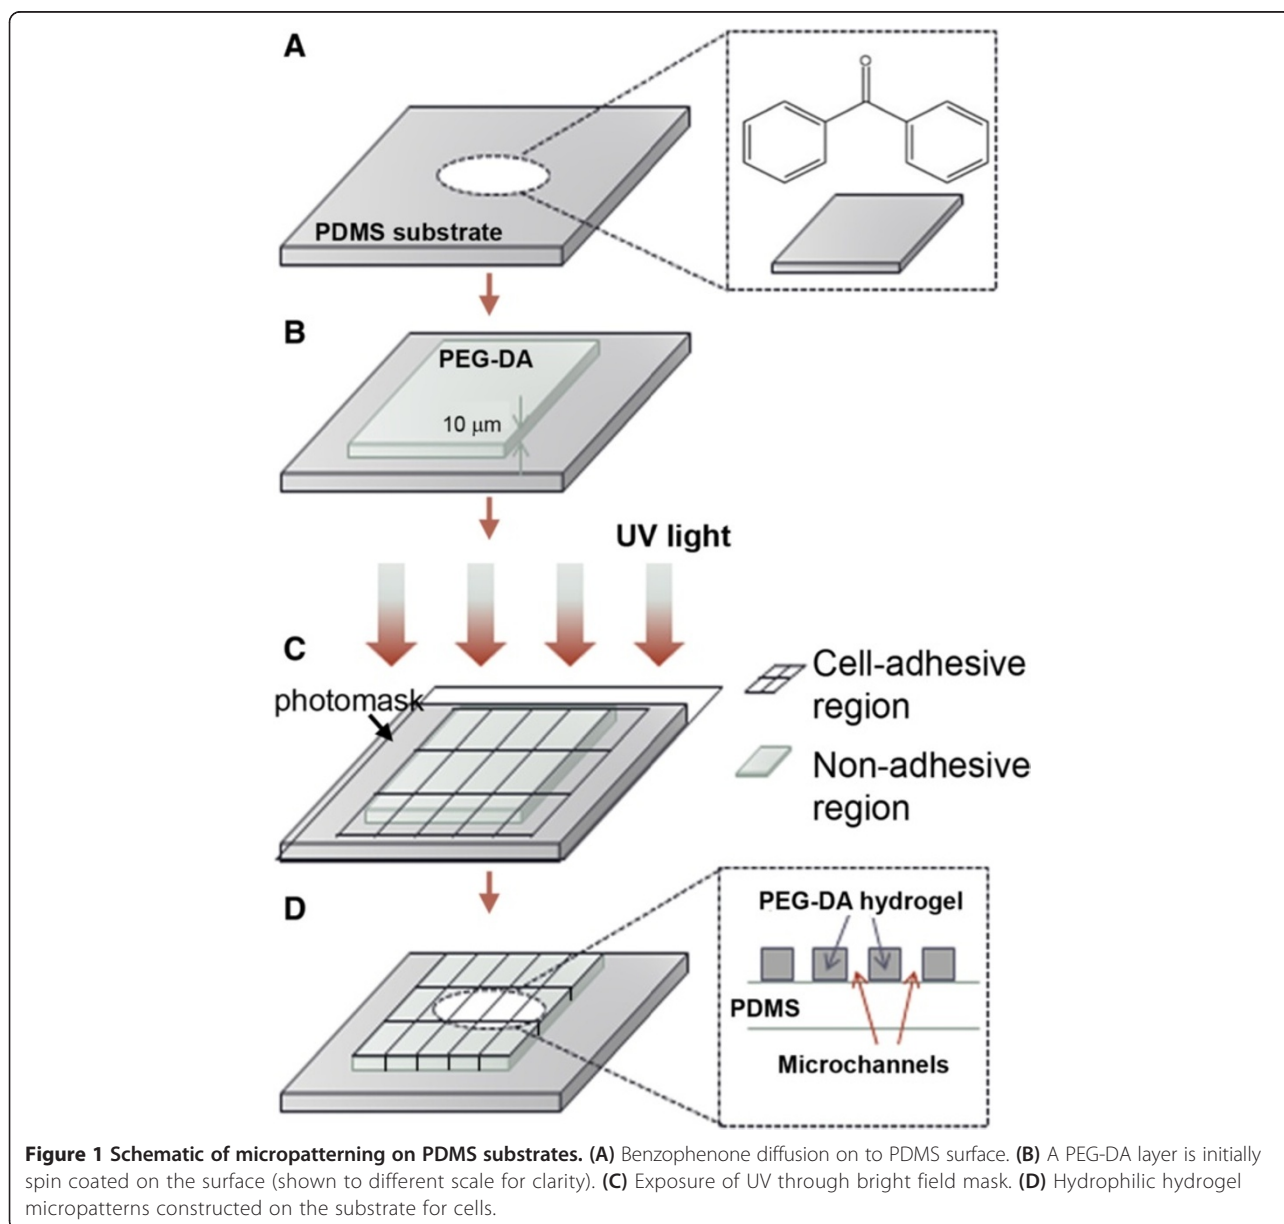 A
O
PDMS substrate
B
PEG-DA
10 μm
UV light
C
photomask
Cell-adhesive
region
Non-adhesive
region
D
PEG-DA hydrogel
PDMS
Microchannels
Figure 1 Schematic of micropatterning on PDMS substrates. (A) Benzophenone diffusion on to PDMS surface. (B) A PEG-DA layer is initially
spin coated on the surface (shown to different scale for clarity). (C) Exposure of UV through bright field mask. (D) Hydrophilic hydrogel
micropatterns constructed on the substrate for cells.